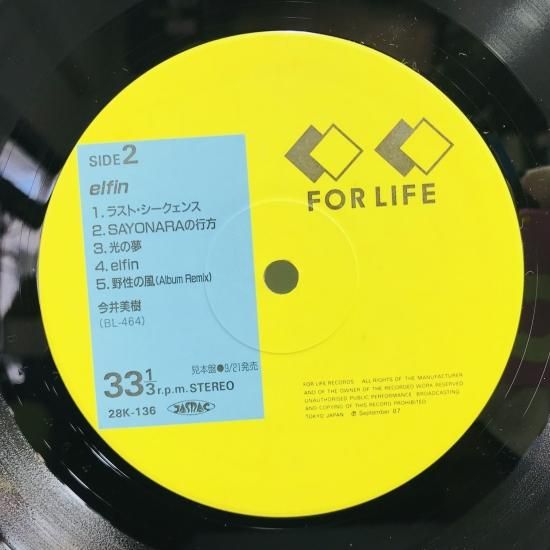 SIDE 2
elfin
1. ラスト・シークェンス
2. SAYONARAの行方
3. 光の夢
4. elfin
5. 野性の風(Album Remix)
今井美樹
(BL-464)
見本盤●9/21発売
33 1/3 r.p.m. STEREO
28K-136 JASRAC
FOR LIFE
FOR LIFE RECORDS ALL RIGHTS OF THE MANUFACTURER
AND OF THE OWNER OF THE RECORDED WORK RESERVED
UNAUTHORISED PUBLIC PERFORMANCE BROADCASTING
AND COPYING OF THIS RECORD PROHIBITED
TOKYO JAPAN ℗ September 87